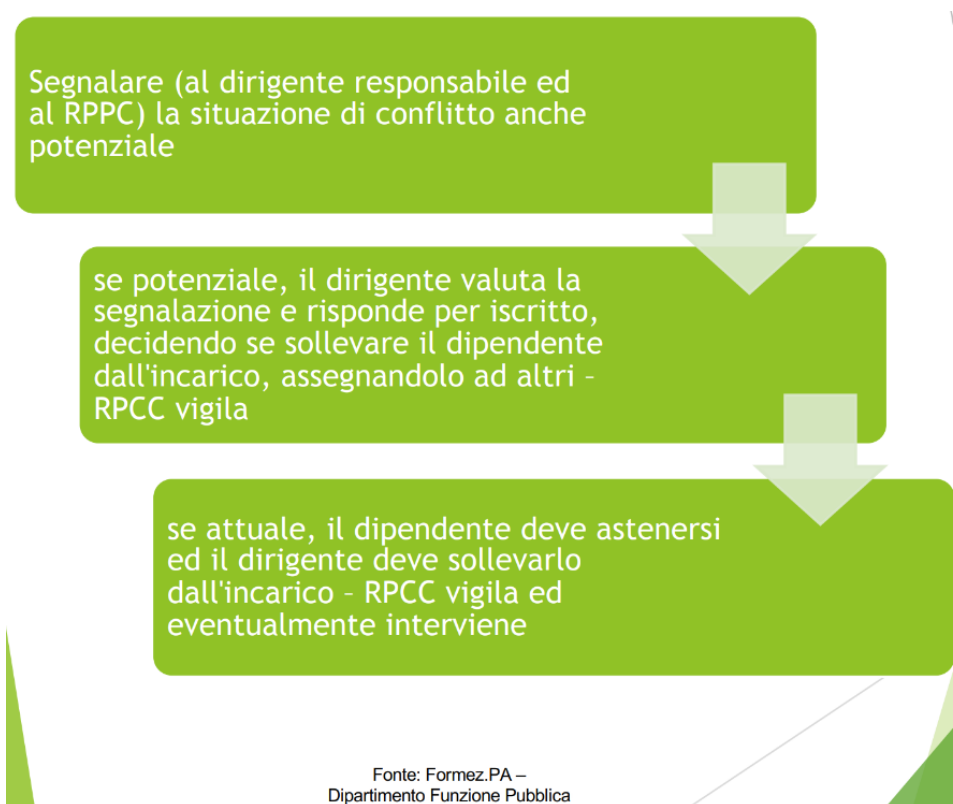 Segnalare (al dirigente responsabile ed
al RPPC) la situazione di conflitto anche
potenziale
se potenziale, il dirigente valuta la
segnalazione e risponde per iscritto,
decidendo se sollevare il dipendente
dall'incarico, assegnandolo ad altri –
RPCC vigila
se attuale, il dipendente deve astenersi
ed il dirigente deve sollevarlo
dall'incarico – RPCC vigila ed
eventualmente interviene
Fonte: Formez.PA –
Dipartimento Funzione Pubblica